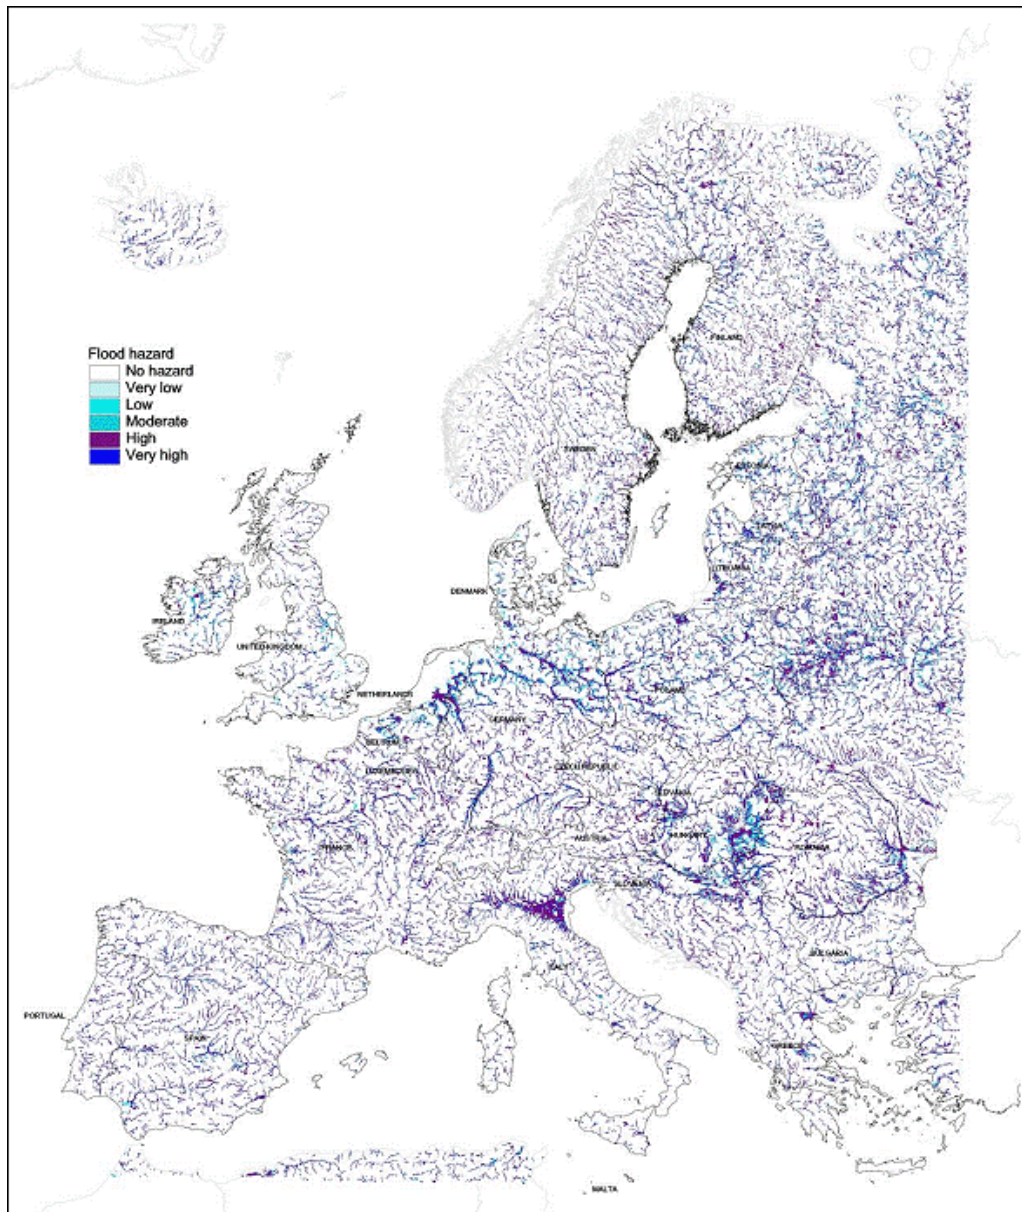 Flood hazard
No hazard
Very low
Low
Moderate
High
Very high
FINLAND
SWEDEN
ESTONIA
LATVIA
LITHUANIA
DENMARK
IRELAND
UNITED KINGDOM
NETHERLANDS
POLAND
GERMANY
BELGIUM
LUXEMBOURG
CZECH REPUBLIC
SLOVAKIA
HUNGARY
AUSTRIA
ROMANIA
FRANCE
SLOVENIA
BULGARIA
ITALY
PORTUGAL
SPAIN
GREECE
MALTA